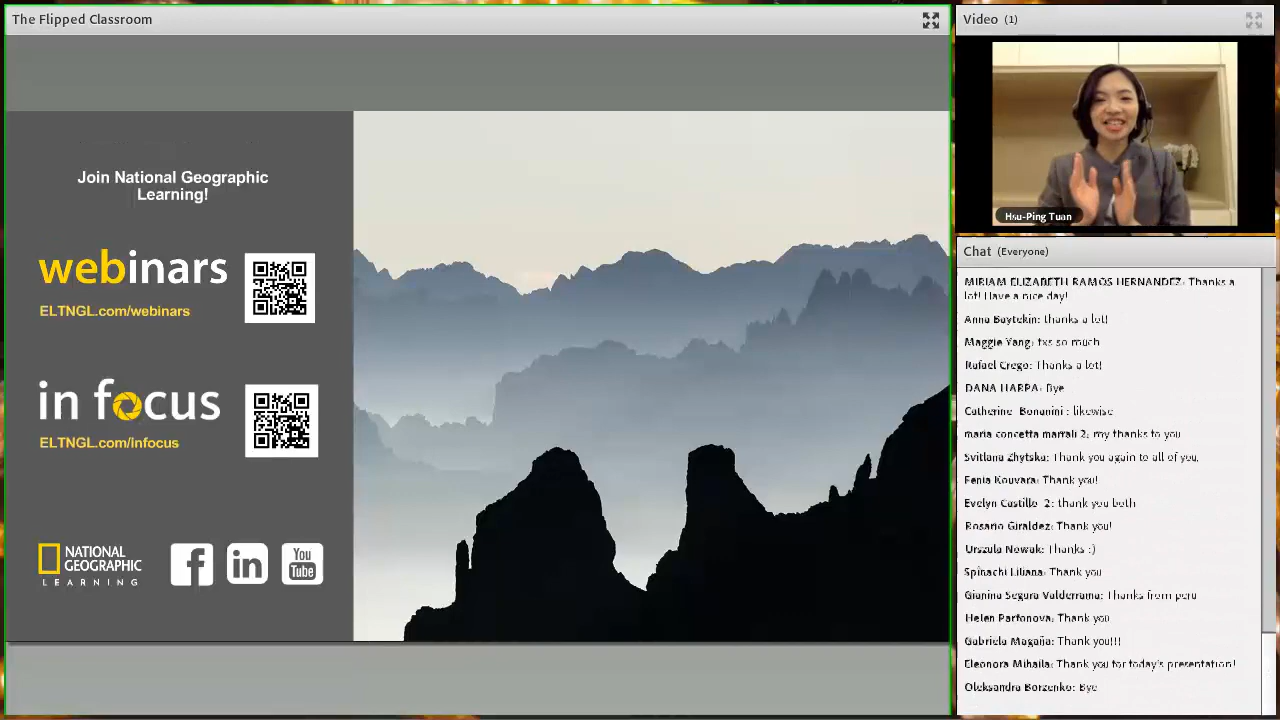 The Flipped Classroom
Join National Geographic
Learning!
webinars
ELTNGL.com/webinars
in focus
ELTNGL.com/infocus
NATIONAL
GEOGRAPHIC
LEARNING
f
in
You
Tube
Video (1)
Hsu-Ping Tuan
Chat (Everyone)
MIRIAM ELIZABETH RAMOS HERNANDEZ: Thanks a
lot! Have a nice day!
Anna Baytekin: thanks a lot!
Maggie Yang: txs so much
Rafael Crego: Thanks a lot!
DANA HARPA: Bye
Catherine Bonanini : likewise
maria concetta marrali 2: my thanks to you
Svitlana Zhytska: Thank you again to all of you,
Fenia Kouvara: Thank you!
Evelyn Castillo 2: thank you both
Rosario Giraldez: Thank you!
Urszula Nowak: Thanks :)
Spinachi Liliana: Thank you
Gianina Segura Valderrama: Thanks from peru
Helen Parfonova: Thank you
Gabriela Magaña: Thank you!!!
Eleonora Mihaila: Thank you for today's presentation!
Oleksandra Borzenko: Bye